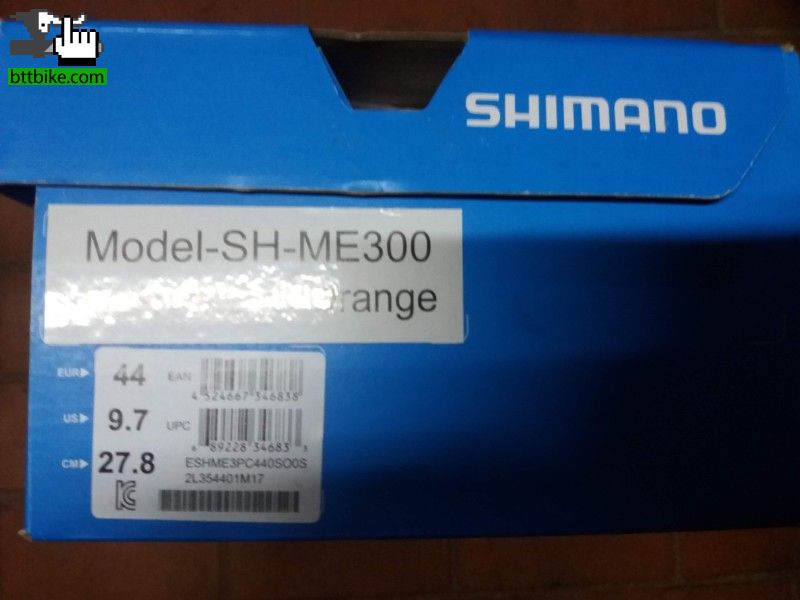 bttbike.com
SHIMANO
Model-SH-ME300
EUR 44 EAN
4 524667 346838
US 9.7 UPC
6 89228 34683 3
CM 27.8 ESHME3PC440SO0S
2L354401M17